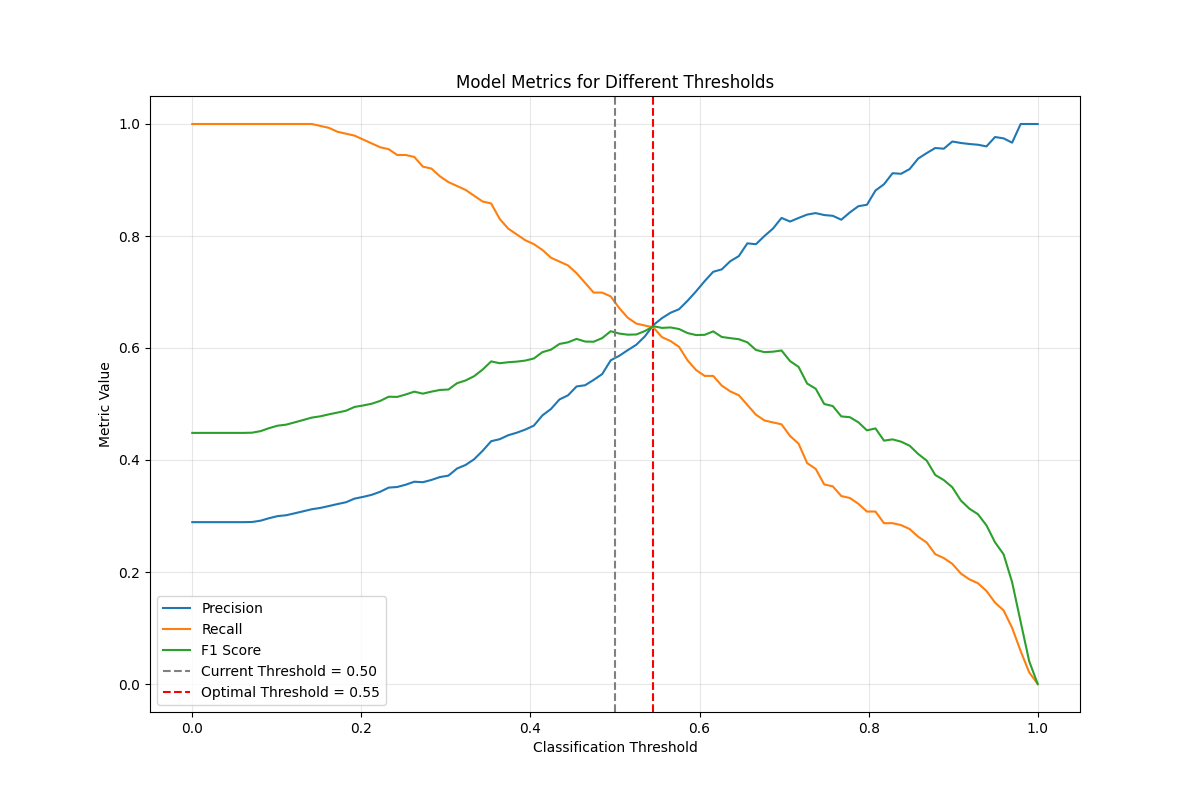 Model Metrics for Different Thresholds
Metric Value
1.0
0.8
0.6
0.4
0.2
0.0
Precision
Recall
F1 Score
Current Threshold = 0.50
Optimal Threshold = 0.55
0.0 0.2 0.4 0.6 0.8 1.0
Classification Threshold